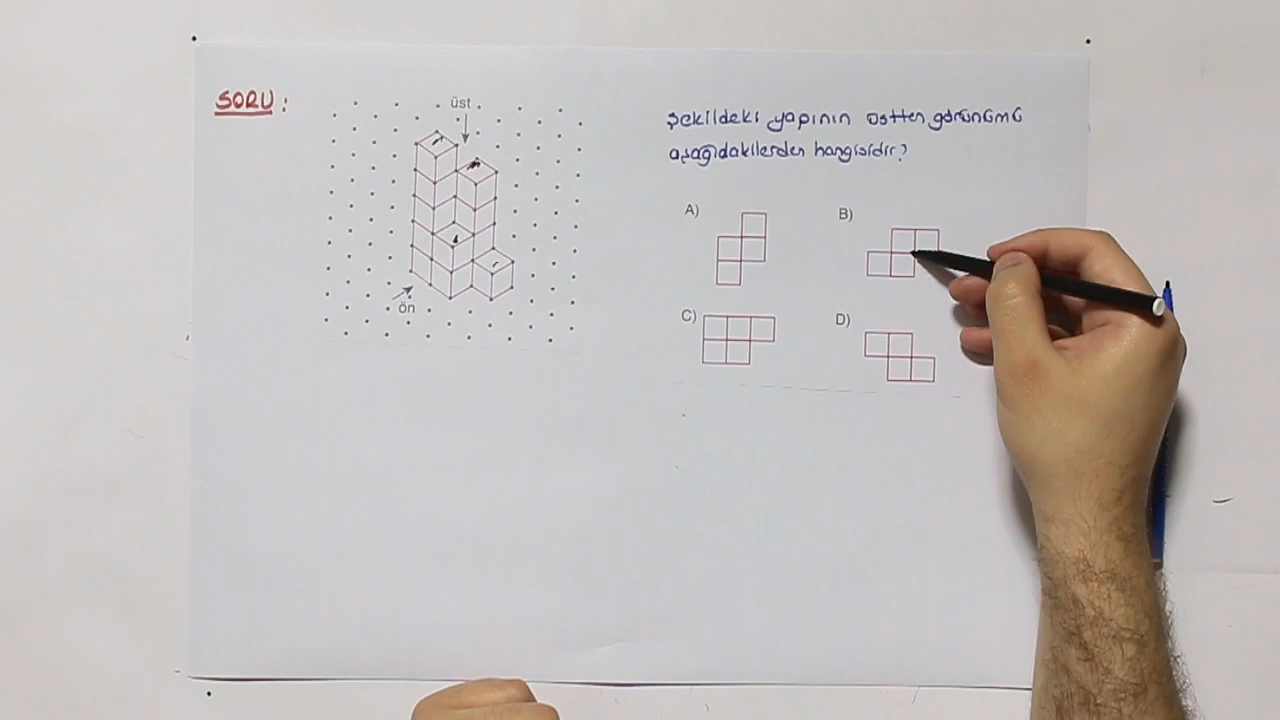 SORU:
üst
ön
Şekildeki yapının üstten görünümü
aşağıdakilerden hangisidir?
A)
B)
C)
D)